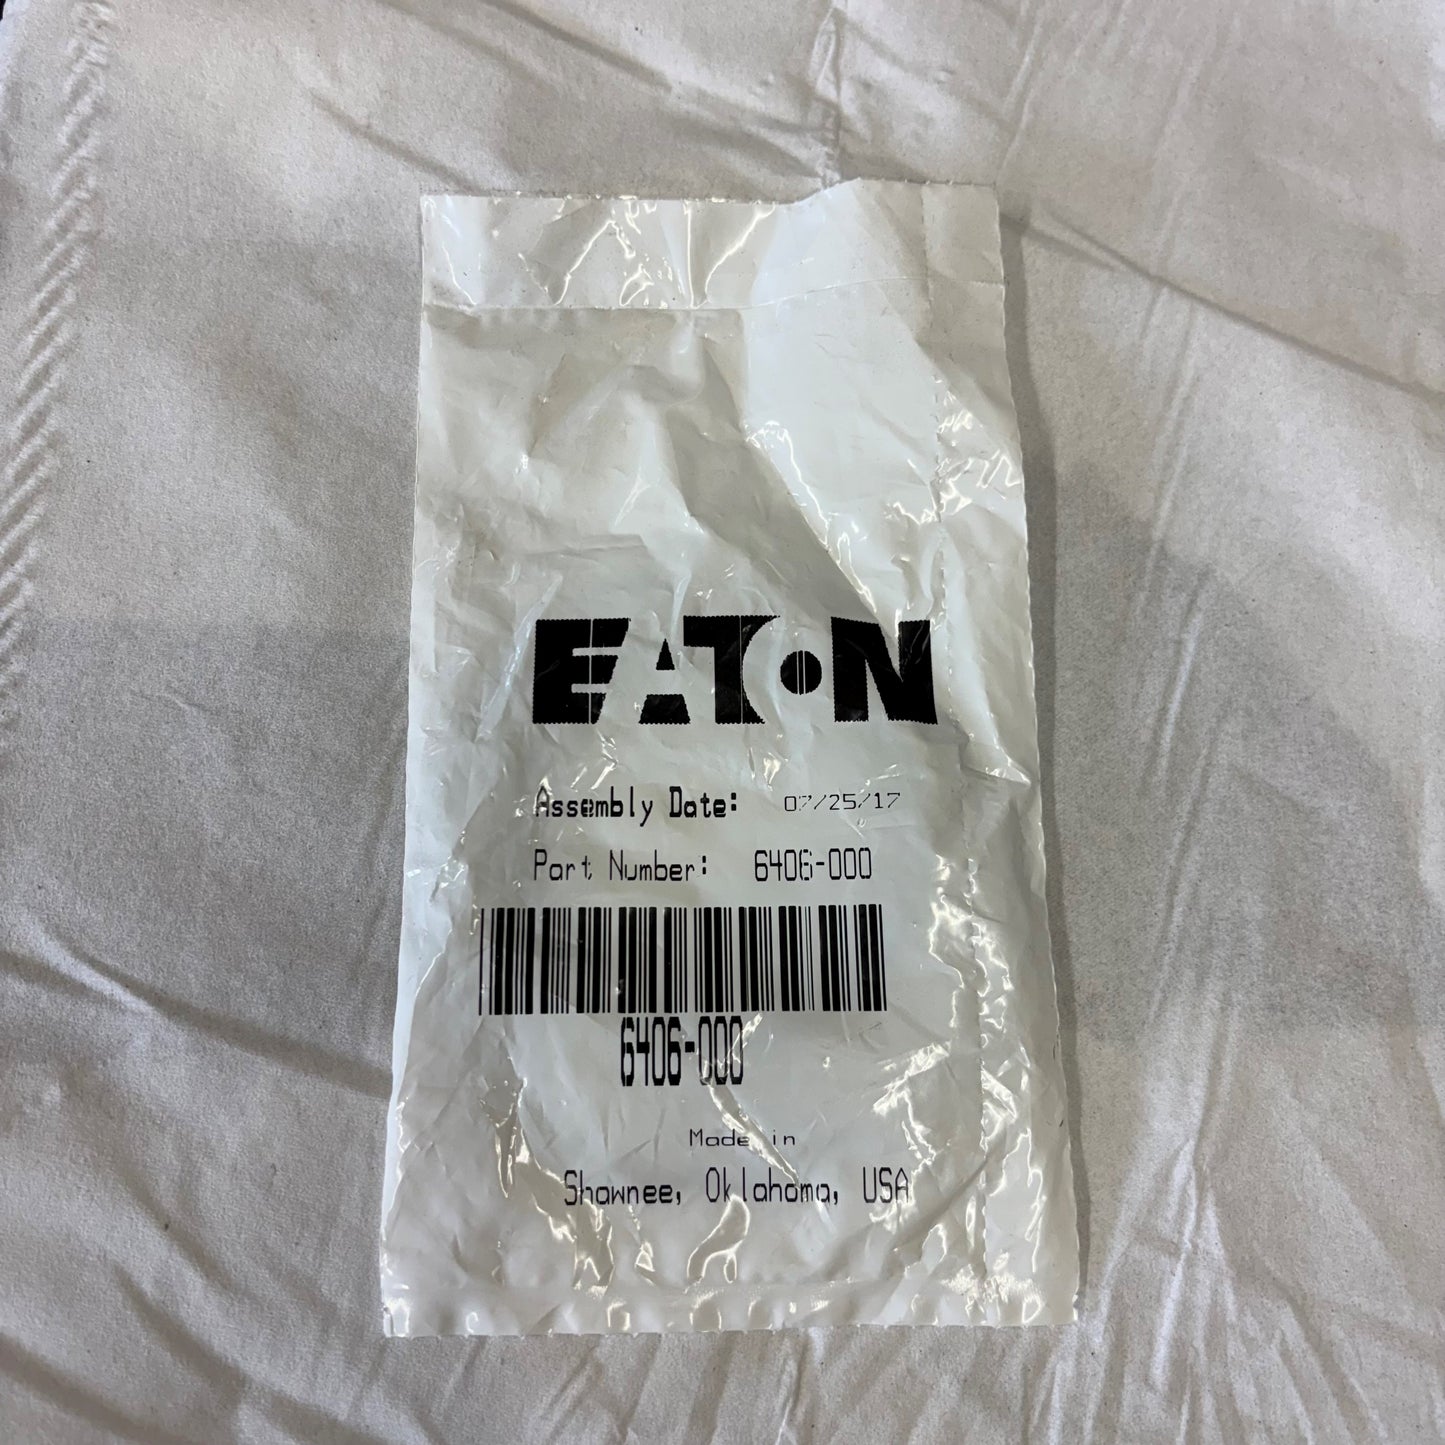 EATON
Assembly Date: 07/25/17
Part Number: 6406-000
6406-000
Made in
Shawnee, Oklahoma, USA